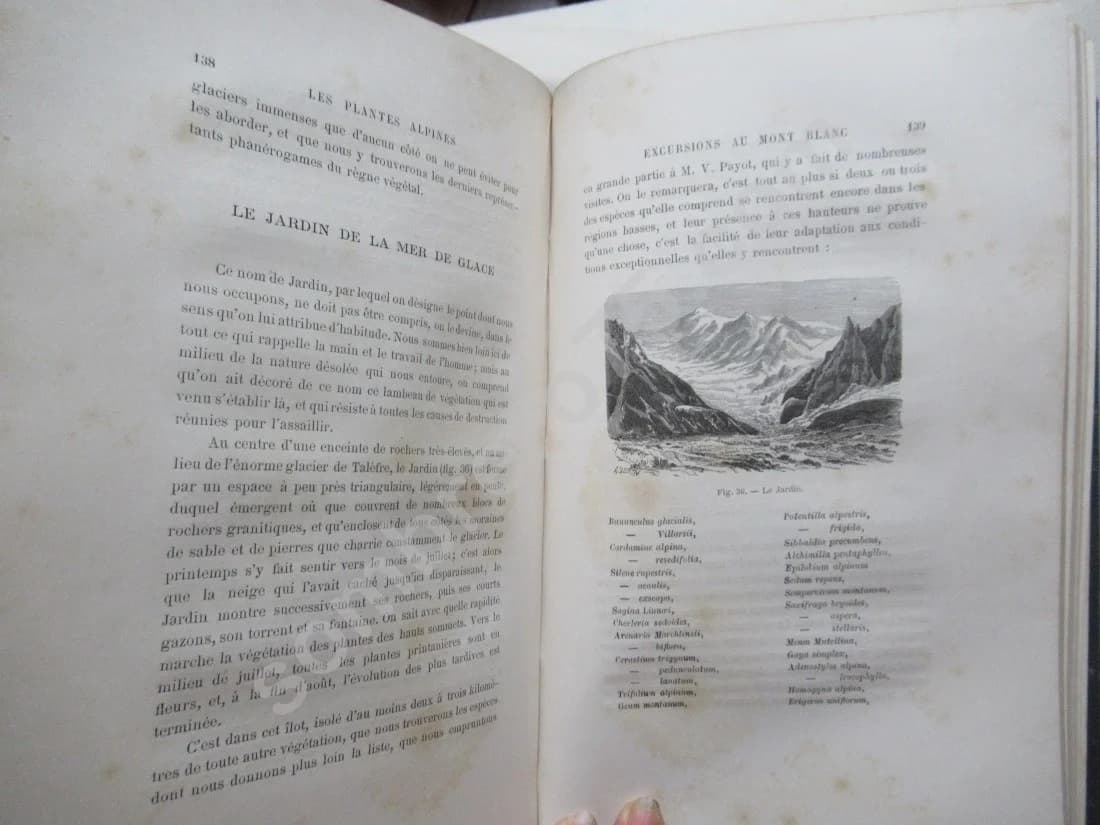 138
LES PLANTES ALPINES
glaciers immenses que d'aucun côté on ne peut éviter pour
les aborder, et que nous y trouverons les derniers représen-
tants phanérogames du règne végétal.
LE JARDIN DE LA MER DE GLACE
Ce nom de Jardin, par lequel on désigne le point dont nous
nous occupons, ne doit pas être compris, on le devine, dans le
sens qu'on lui attribue d'habitude. Nous sommes bien loin ici de
tout ce qui rappelle la main et le travail de l'homme; mais au
milieu de la nature désolée qui nous entoure, on comprend
qu'on ait décoré de ce nom ce lambeau de végétation qui est
venu s'établir là, et qui résiste à toutes les causes de destruction
réunies pour l'assaillir.
Au centre d'une enceinte de rochers très-élevés, et au mi-
lieu de l'énorme glacier de Talèfre, le Jardin (fig. 36) est formé
par un espace à peu près triangulaire, légèrement en pente,
duquel émergent où que couvrent de nombreux blocs de
rochers granitiques, et qu'enclosent de tous côtés les moraines
de sable et de pierres que charrie constamment le glacier. Le
printemps s'y fait sentir vers le mois de juillet; c'est alors
que la neige qui l'avait caché jusqu'ici disparaissant, le
Jardin montre successivement ses rochers, puis ses courts
gazons, son torrent et sa fontaine. On sait avec quelle rapidité
marche la végétation des plantes des hauts sommets. Vers le
milieu de juillet, toutes les plantes printanières sont en
fleurs, et, à la fin d'août, l'évolution des plus tardives est
terminée.
C'est dans cet îlot, isolé d'au moins deux à trois kilomè-
tres de toute autre végétation, que nous trouverons les espèces
dont nous donnons plus loin la liste, que nous empruntons
EXCURSIONS AU MONT BLANC
139
en grande partie à M. V. Payot, qui y a fait de nombreuses
visites. On le remarquera, c'est tout au plus si deux ou trois
des espèces qu'elle comprend se rencontrent encore dans les
régions basses, et leur présence à ces hauteurs ne prouve
qu'une chose, c'est la facilité de leur adaptation aux condi-
tions exceptionnelles qu'elles y rencontrent :
Fig. 36. — Le Jardin.
Ranunculus glacialis,
— Villarsii,
Cardamine alpina,
— resedifolia,
Silene rupestris,
— acaulis,
— exscapa,
Sagina Linnæi,
Cherleria sedoides,
Arenaria Marchinsii,
— biflora,
Cerastium trigynum,
— pedunculatum,
— lanatum,
Trifolium alpinum,
Geum montanum,
Potentilla alpestris,
— frigida,
Sibbaldia procumbens,
Alchimilla pentaphyllea,
Epilobium alpinum
Sedum repens,
Sempervivum montanum,
Saxifraga bryoides,
— aspera,
— stellaris,
Meum Mutellina,
Gaya simplex,
Adenostyles alpina,
— leucophylla,
Homogyne alpina,
Erigeron uniflorum,